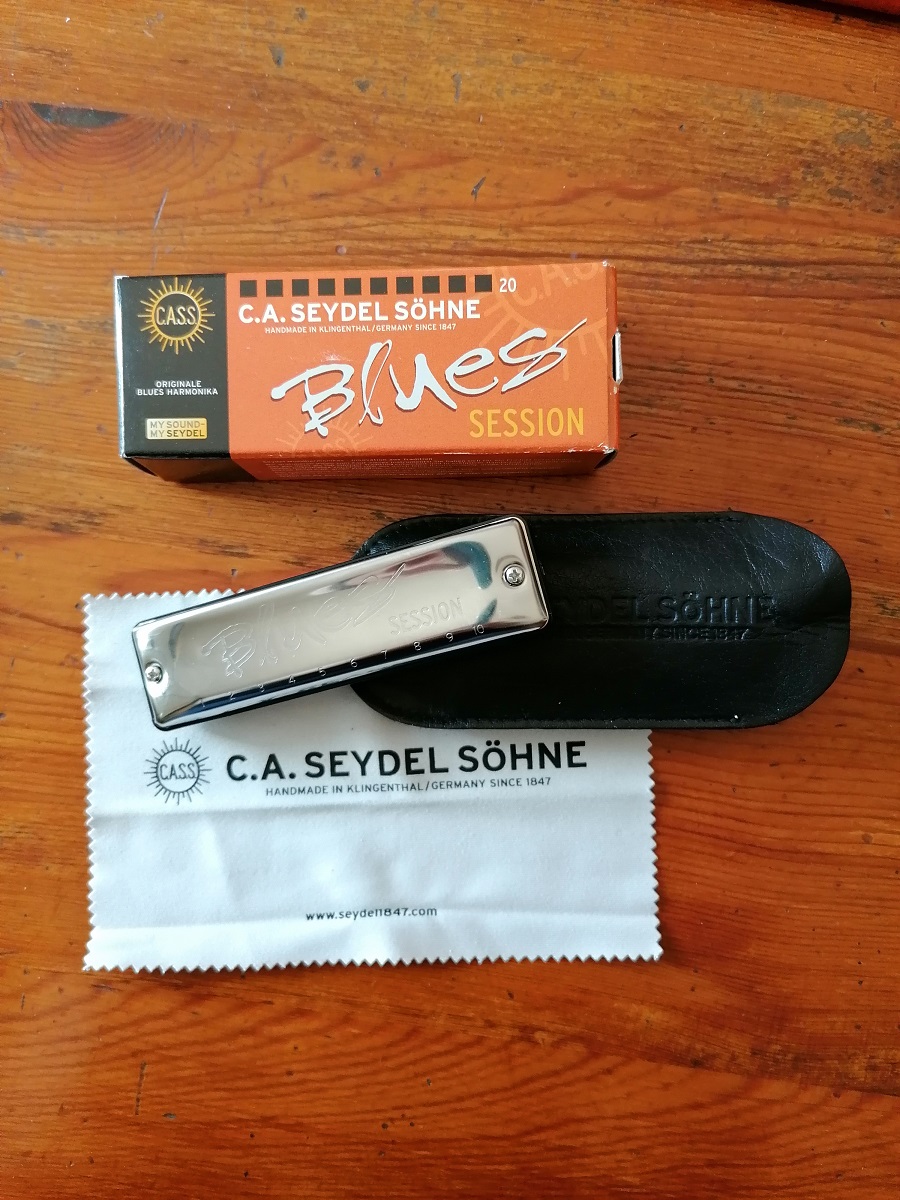 20
C.A.S.S.
C.A. SEYDEL SÖHNE
HANDMADE IN KLINGENTHAL/GERMANY SINCE 1847
Blues
SESSION
ORIGINALE
BLUES HARMONIKA
MY SOUND-
MY SEYDEL
Blues
SESSION
2 3 4 5 6 7 8 9 10
SEYDEL SÖHNE
SINCE 1847
C.A.S.S.
C.A. SEYDEL SÖHNE
HANDMADE IN KLINGENTHAL/GERMANY SINCE 1847
www.seydel1847.com